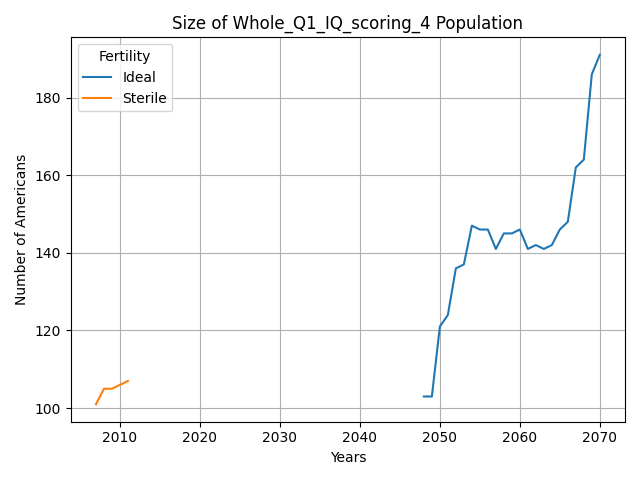 Size of Whole_Q1_IQ_scoring_4 Population
Fertility
Ideal
Sterile
Number of Americans
180
160
140
120
100
2010 2020 2030 2040 2050 2060 2070
Years